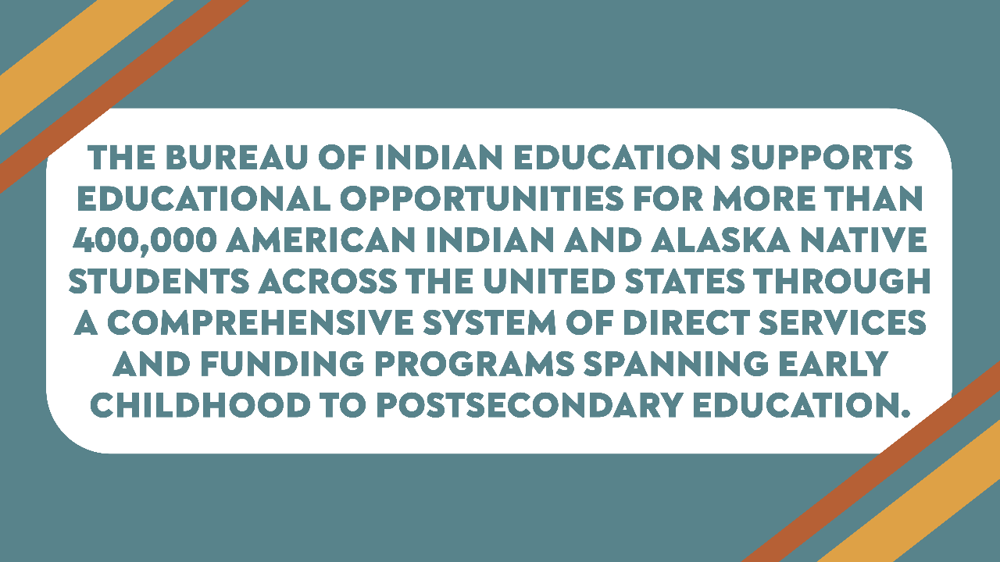 THE BUREAU OF INDIAN EDUCATION SUPPORTS
EDUCATIONAL OPPORTUNITIES FOR MORE THAN
400,000 AMERICAN INDIAN AND ALASKA NATIVE
STUDENTS ACROSS THE UNITED STATES THROUGH
A COMPREHENSIVE SYSTEM OF DIRECT SERVICES
AND FUNDING PROGRAMS SPANNING EARLY
CHILDHOOD TO POSTSECONDARY EDUCATION.